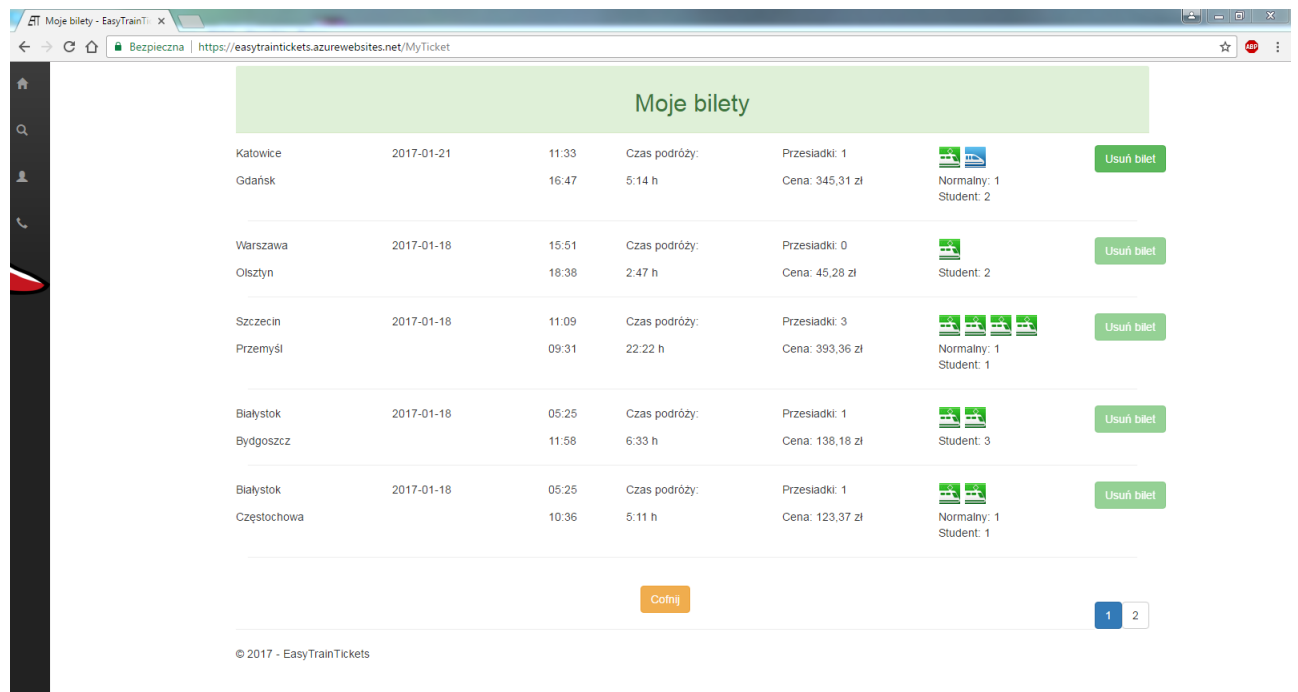 Moje bilety - EasyTrainTi
Bezpieczna | https://easytraintickets.azurewebsites.net/MyTicket
ABP
Moje bilety
Katowice 2017-01-21 11:33 Czas podróży: Przesiadki: 1 Usuń bilet
Gdańsk 16:47 5:14 h Cena: 345,31 zł Normalny: 1
Student: 2
Warszawa 2017-01-18 15:51 Czas podróży: Przesiadki: 0 Usuń bilet
Olsztyn 18:38 2:47 h Cena: 45,28 zł Student: 2
Szczecin 2017-01-18 11:09 Czas podróży: Przesiadki: 3 Usuń bilet
Przemyśl 09:31 22:22 h Cena: 393,36 zł Normalny: 1
Student: 1
Białystok 2017-01-18 05:25 Czas podróży: Przesiadki: 1 Usuń bilet
Bydgoszcz 11:58 6:33 h Cena: 138,18 zł Student: 3
Białystok 2017-01-18 05:25 Czas podróży: Przesiadki: 1 Usuń bilet
Częstochowa 10:36 5:11 h Cena: 123,37 zł Normalny: 1
Student: 1
Cofnij
1 2
© 2017 - EasyTrainTickets